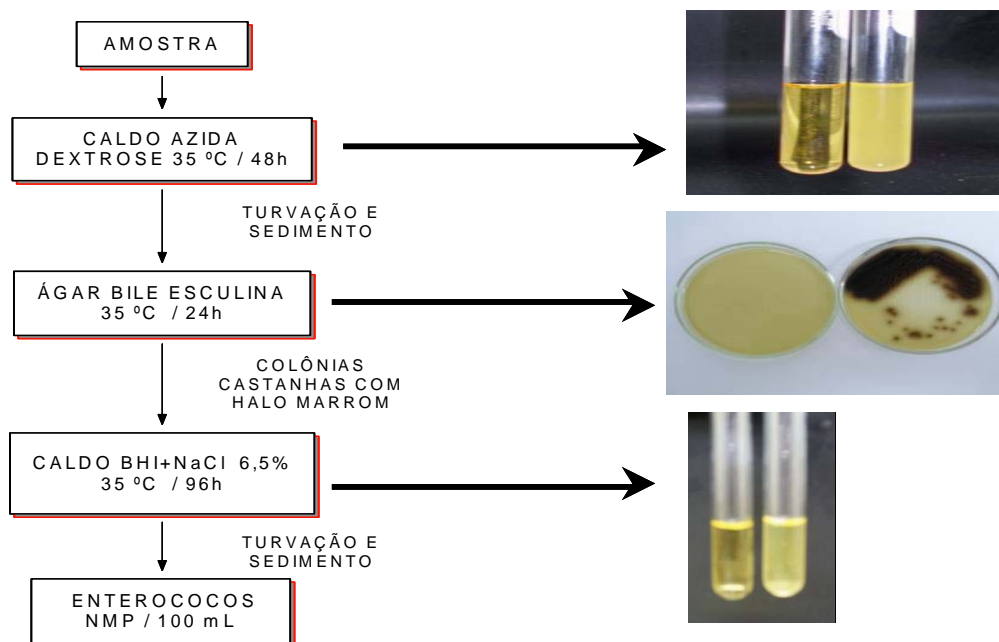 AMOSTRA
CALDO AZIDA
DEXTROSE 35 ºC / 48h
TURVAÇÃO E
SEDIMENTO
ÁGAR BILE ESCULINA
35 ºC / 24h
COLÔNIAS
CASTANHAS COM
HALO MARROM
CALDO BHI+NaCl 6,5%
35 ºC / 96h
TURVAÇÃO E
SEDIMENTO
ENTEROCOCOS
NMP / 100 mL